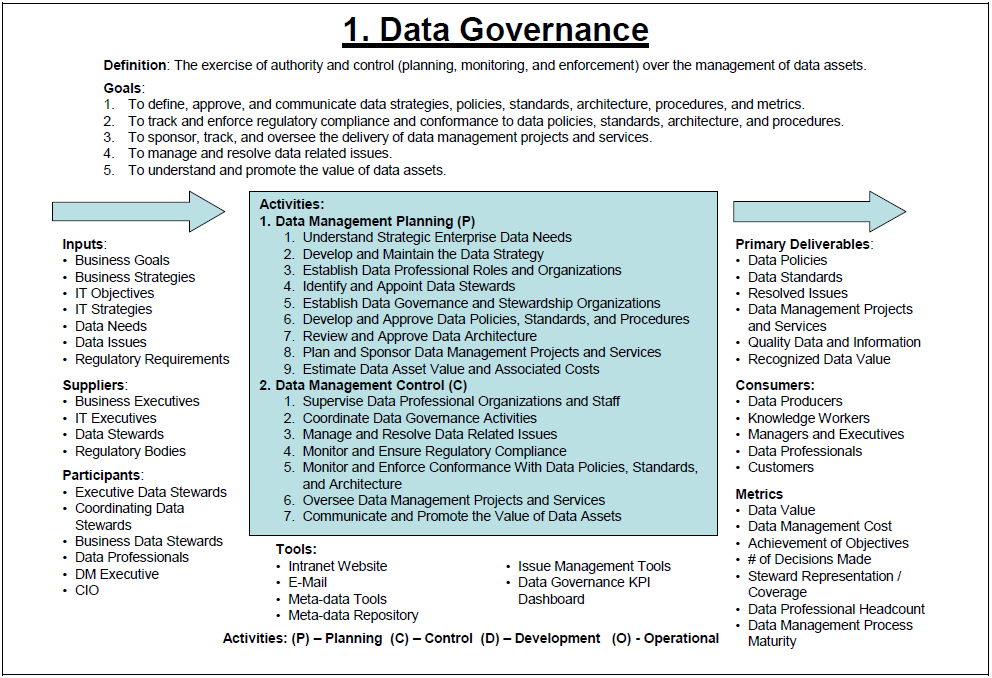 1. Data Governance
Definition: The exercise of authority and control (planning, monitoring, and enforcement) over the management of data assets.
Goals:
1. To define, approve, and communicate data strategies, policies, standards, architecture, procedures, and metrics.
2. To track and enforce regulatory compliance and conformance to data policies, standards, architecture, and procedures.
3. To sponsor, track, and oversee the delivery of data management projects and services.
4. To manage and resolve data related issues.
5. To understand and promote the value of data assets.
Inputs:
• Business Goals
• Business Strategies
• IT Objectives
• IT Strategies
• Data Needs
• Data Issues
• Regulatory Requirements
Suppliers:
• Business Executives
• IT Executives
• Data Stewards
• Regulatory Bodies
Participants:
• Executive Data Stewards
• Coordinating Data
Stewards
• Business Data Stewards
• Data Professionals
• DM Executive
• CIO
Activities:
1. Data Management Planning (P)
1. Understand Strategic Enterprise Data Needs
2. Develop and Maintain the Data Strategy
3. Establish Data Professional Roles and Organizations
4. Identify and Appoint Data Stewards
5. Establish Data Governance and Stewardship Organizations
6. Develop and Approve Data Policies, Standards, and Procedures
7. Review and Approve Data Architecture
8. Plan and Sponsor Data Management Projects and Services
9. Estimate Data Asset Value and Associated Costs
2. Data Management Control (C)
1. Supervise Data Professional Organizations and Staff
2. Coordinate Data Governance Activities
3. Manage and Resolve Data Related Issues
4. Monitor and Ensure Regulatory Compliance
5. Monitor and Enforce Conformance With Data Policies, Standards,
and Architecture
6. Oversee Data Management Projects and Services
7. Communicate and Promote the Value of Data Assets
Tools:
• Intranet Website
• E-Mail
• Meta-data Tools
• Meta-data Repository
• Issue Management Tools
• Data Governance KPI
Dashboard
Primary Deliverables:
• Data Policies
• Data Standards
• Resolved Issues
• Data Management Projects
and Services
• Quality Data and Information
• Recognized Data Value
Consumers:
• Data Producers
• Knowledge Workers
• Managers and Executives
• Data Professionals
• Customers
Metrics
• Data Value
• Data Management Cost
• Achievement of Objectives
• # of Decisions Made
• Steward Representation /
Coverage
• Data Professional Headcount
• Data Management Process
Maturity
Activities: (P) – Planning (C) – Control (D) – Development (O) - Operational